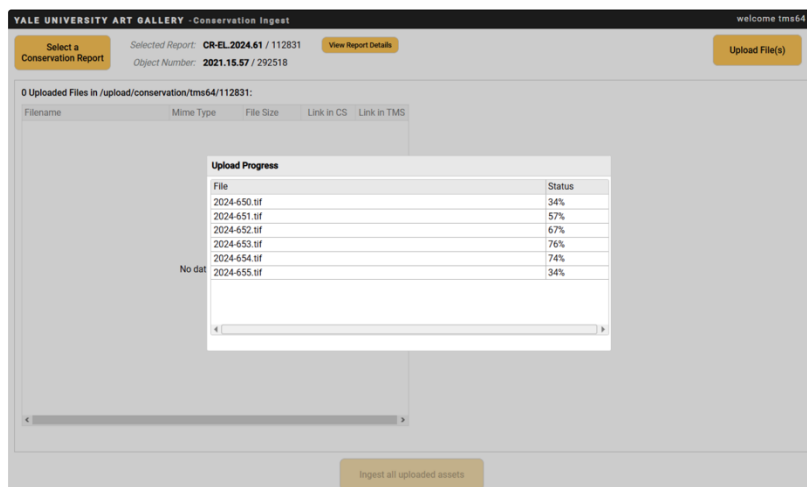 YALE UNIVERSITY ART GALLERY - Conservation Ingest
welcome tms64
Select a
Conservation Report
Selected Report: CR-EL.2024.61 / 112831
View Report Details
Object Number: 2021.15.57 / 292518
Upload File(s)
0 Uploaded Files in /upload/conservation/tms64/112831:
Filename Mime Type File Size Link in CS Link in TMS
Upload Progress
File Status
2024-650.tif 34%
2024-651.tif 57%
2024-652.tif 67%
2024-653.tif 76%
2024-654.tif 74%
2024-655.tif 34%
No dat
Ingest all uploaded assets